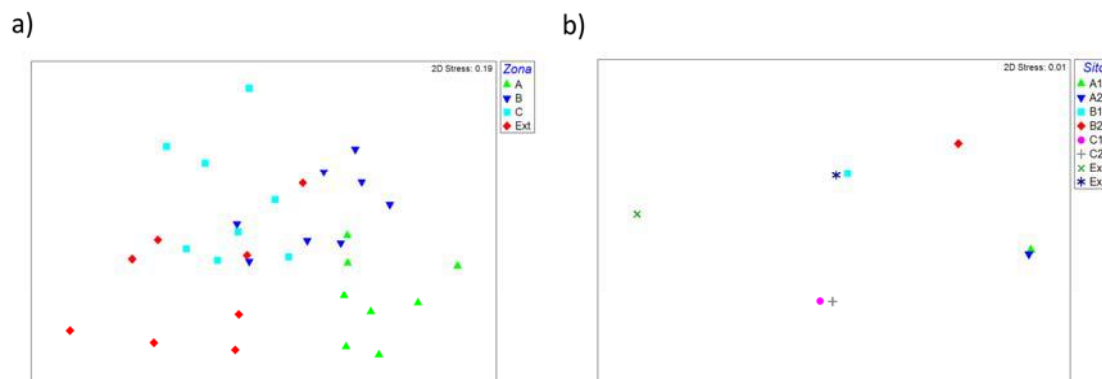 a)
2D Stress: 0.19
Zona
A
B
C
Ext
b)
2D Stress: 0.01
A1
A2
B1
B2
C1
C2